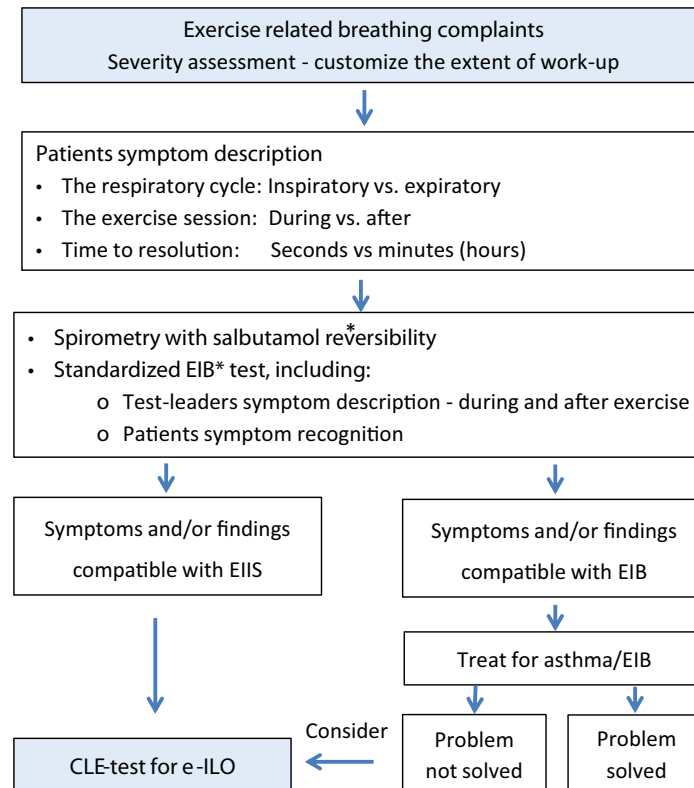 Exercise related breathing complaints
Severity assessment - customize the extent of work-up
Patients symptom description
• The respiratory cycle: Inspiratory vs. expiratory
• The exercise session: During vs. after
• Time to resolution: Seconds vs minutes (hours)
• Spirometry with salbutamol reversibility*
• Standardized EIB* test, including:
o Test-leaders symptom description - during and after exercise
o Patients symptom recognition
Symptoms and/or findings
compatible with EIIS
Symptoms and/or findings
compatible with EIB
Treat for asthma/EIB
Problem
not solved
Problem
solved
Consider
CLE-test for e-ILO